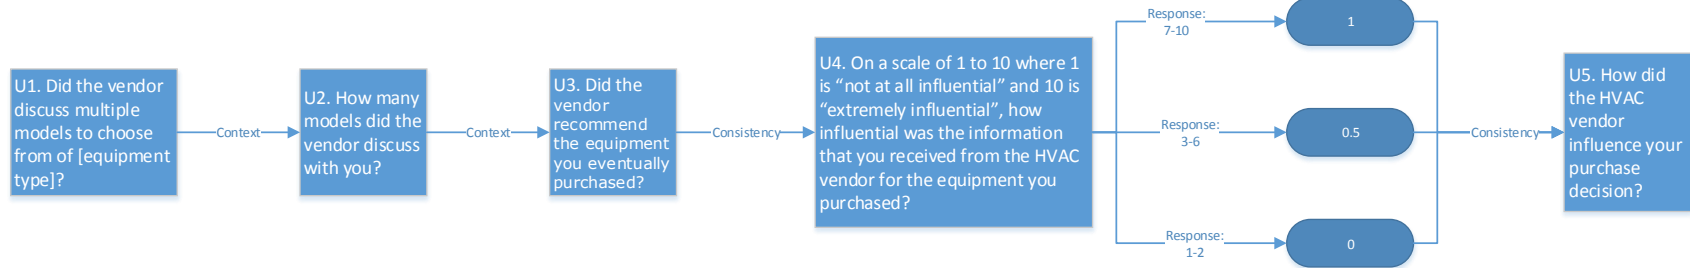 U1. Did the vendor
discuss multiple
models to choose
from of [equipment
type]?
Context
U2. How many
models did the
vendor discuss
with you?
Context
U3. Did the
vendor
recommend
the equipment
you eventually
purchased?
Consistency
U4. On a scale of 1 to 10 where 1
is “not at all influential” and 10 is
“extremely influential”, how
influential was the information
that you received from the HVAC
vendor for the equipment you
purchased?
Response:
7-10
1
Response:
3-6
0.5
Response:
1-2
0
Consistency
U5. How did
the HVAC
vendor
influence your
purchase
decision?